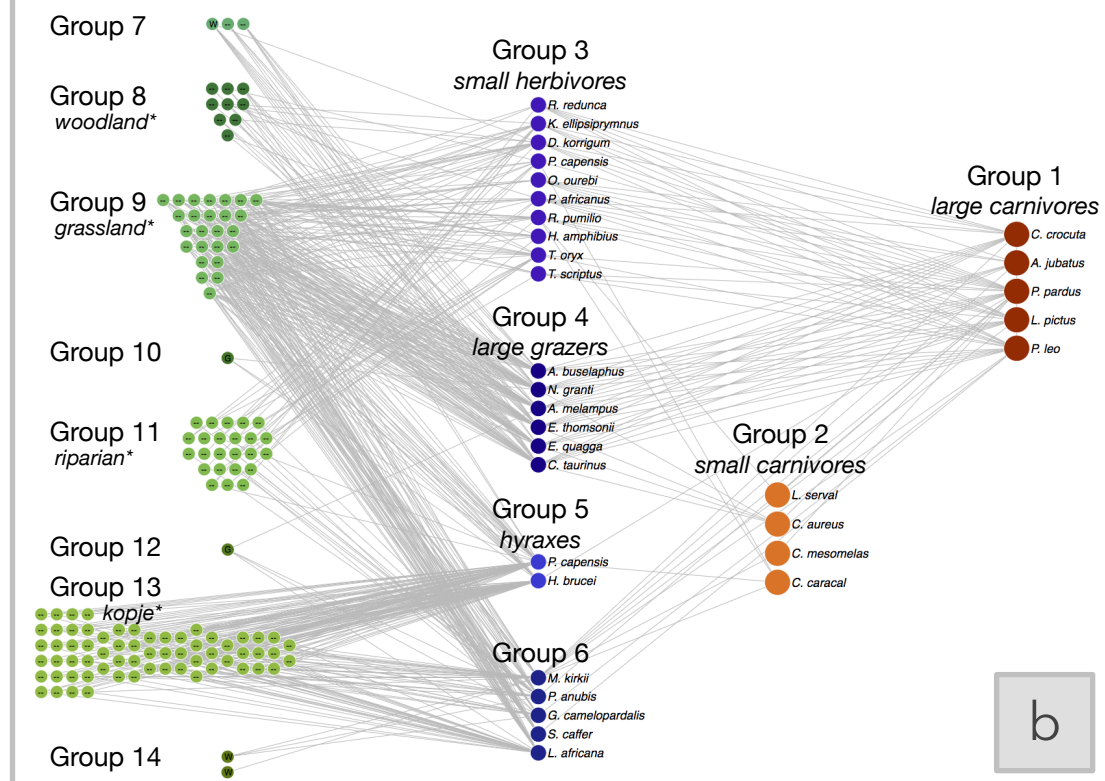 Group 7
W -- --
Group 8
woodland*
Group 9
grassland*
Group 10
G
Group 11
riparian*
Group 12
G
Group 13
kopje*
Group 14
W
W
Group 3
small herbivores
R. redunca
K. ellipsiprymnus
D. korrigum
P. capensis
O. ourebi
P. africanus
R. pumilio
H. amphibius
T. oryx
T. scriptus
Group 4
large grazers
A. buselaphus
N. granti
A. melampus
E. thomsonii
E. quagga
C. taurinus
Group 5
hyraxes
P. capensis
H. brucei
Group 6
M. kirkii
P. anubis
G. camelopardalis
S. caffer
L. africana
Group 1
large carnivores
C. crocuta
A. jubatus
P. pardus
L. pictus
P. leo
Group 2
small carnivores
L. serval
C. aureus
C. mesomelas
C. caracal
b